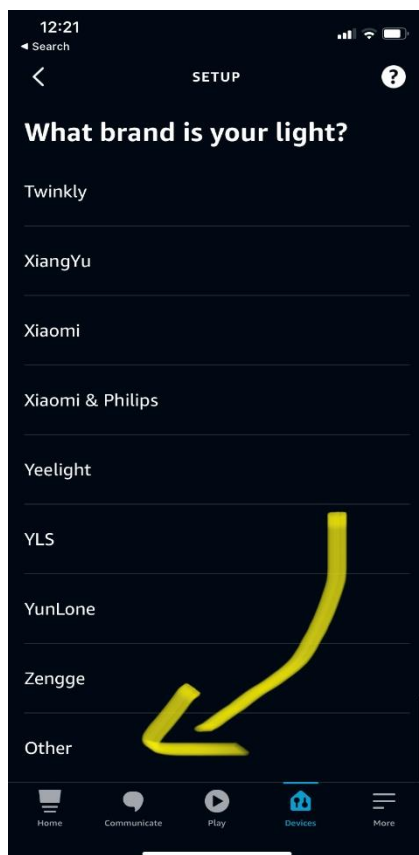 12:21
Search
SETUP
?
What brand is your light?
Twinkly
XiangYu
Xiaomi
Xiaomi & Philips
Yeelight
YLS
YunLone
Zengge
Other
Home Communicate Play Devices More